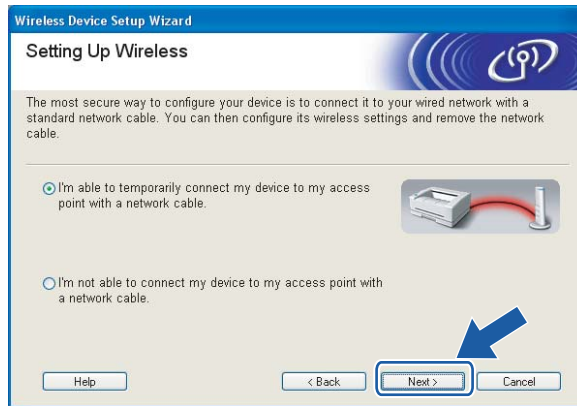 Wireless Device Setup Wizard
Setting Up Wireless
The most secure way to configure your device is to connect it to your wired network with a
standard network cable. You can then configure its wireless settings and remove the network
cable.
I'm able to temporarily connect my device to my access
point with a network cable.
I'm not able to connect my device to my access point with
a network cable.
Help
< Back
Next >
Cancel